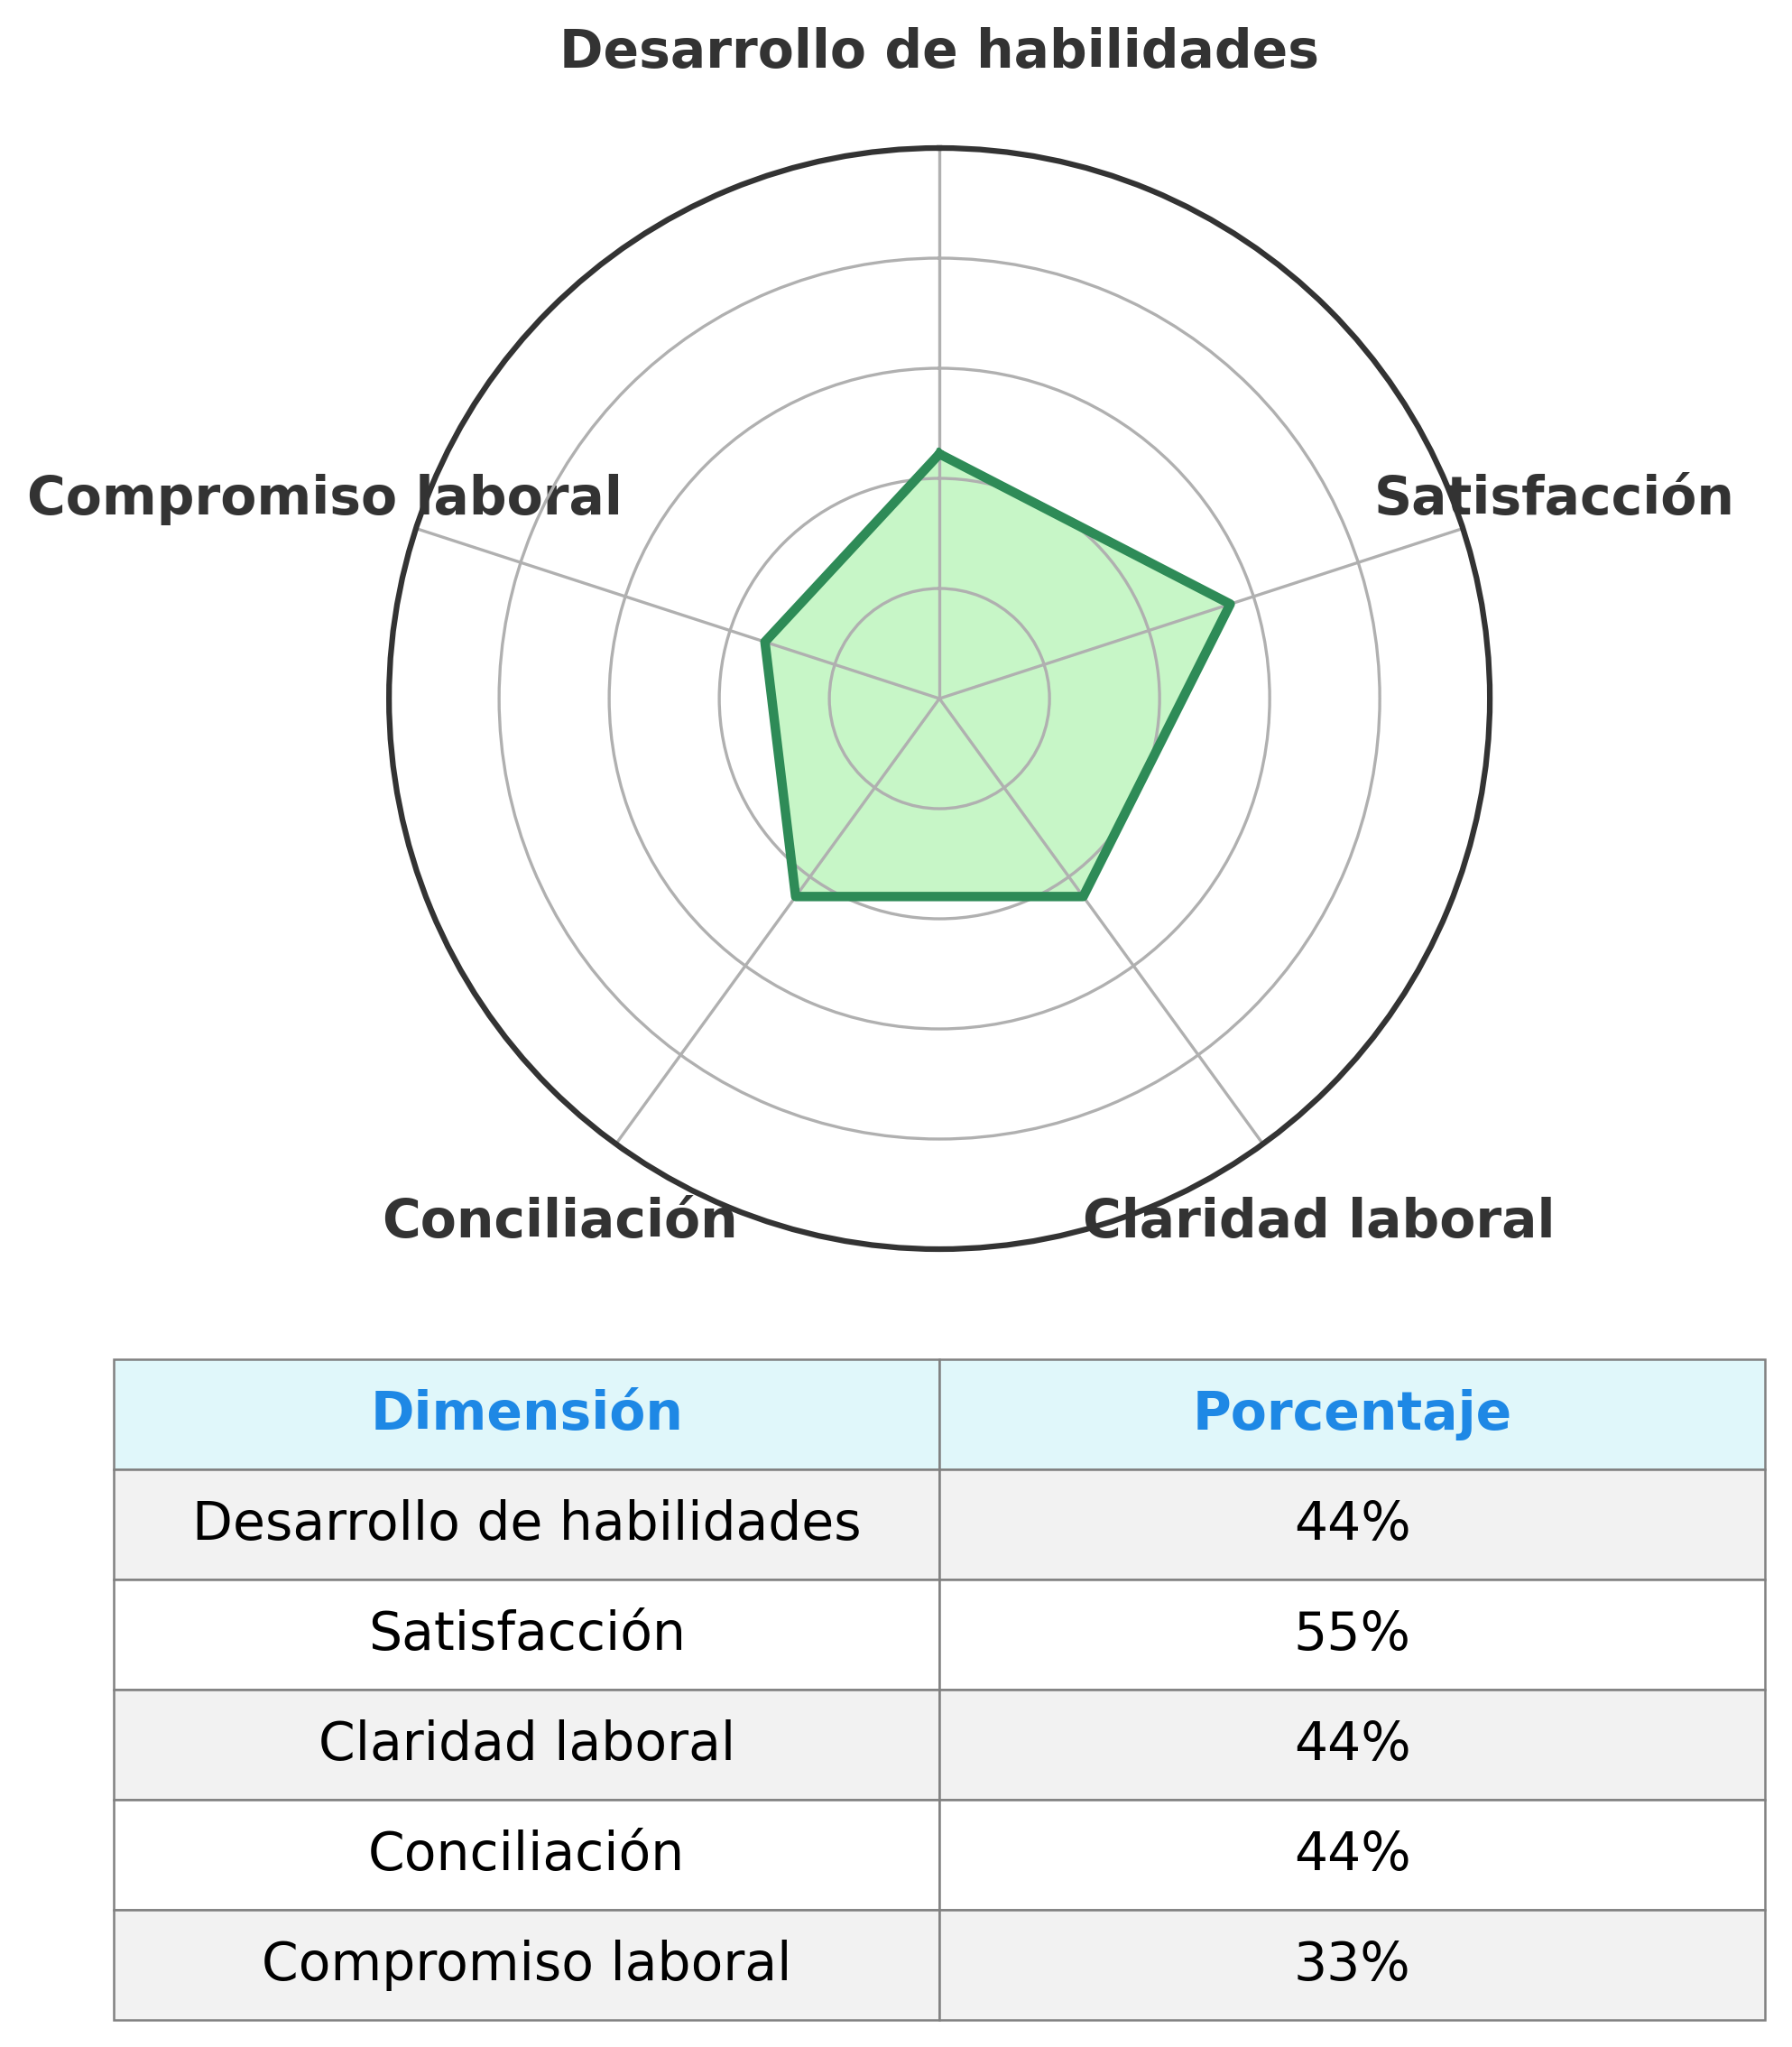 Desarrollo de habilidades
Compromiso laboral
Satisfacción
Conciliación
Claridad laboral
Dimensión Porcentaje
Desarrollo de habilidades 44%
Satisfacción 55%
Claridad laboral 44%
Conciliación 44%
Compromiso laboral 33%